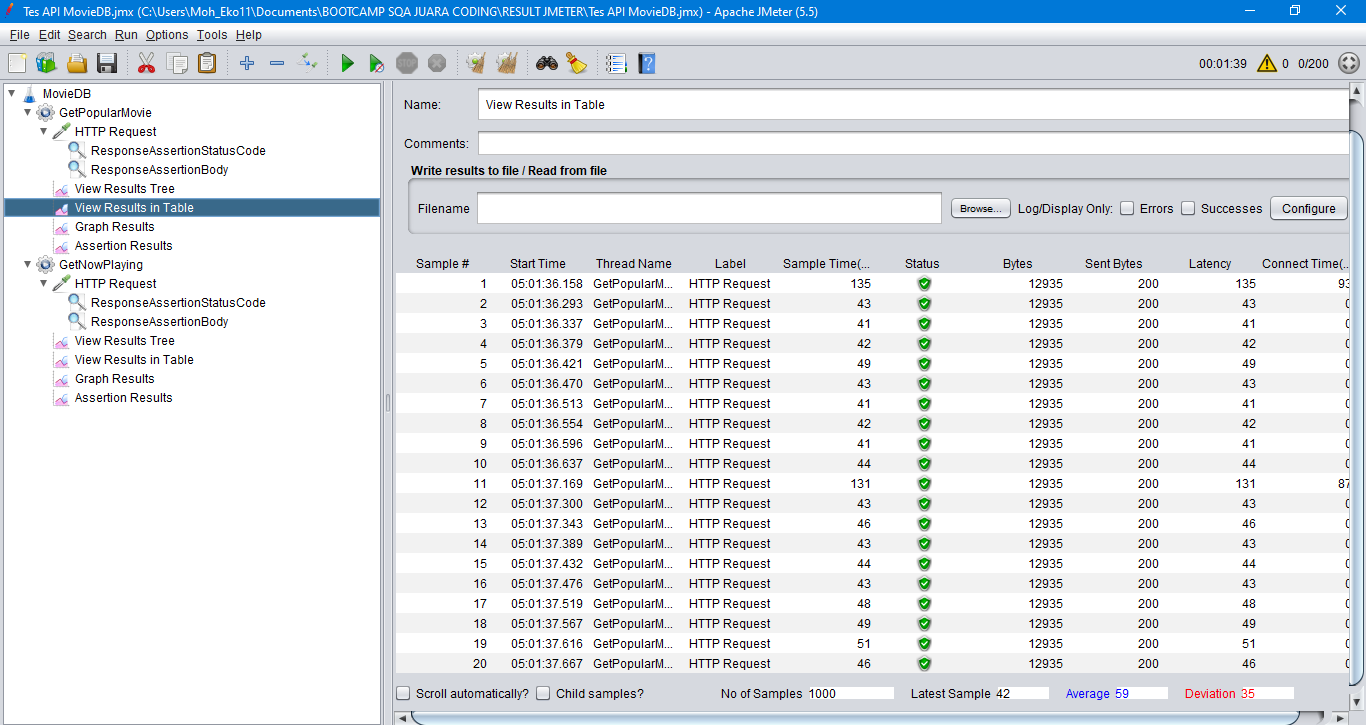 Tes API MovieDB.jmx (C:\Users\Moh_Eko11\Documents\BOOTCAMP SQA JUARA CODING\RESULT JMETER\Tes API MovieDB.jmx) - Apache JMeter (5.5)
File Edit Search Run Options Tools Help
STOP 00:01:39 0 0/200
MovieDB
GetPopularMovie
HTTP Request
ResponseAssertionStatusCode
ResponseAssertionBody
View Results Tree
View Results in Table
Graph Results
Assertion Results
GetNowPlaying
HTTP Request
ResponseAssertionStatusCode
ResponseAssertionBody
View Results Tree
View Results in Table
Graph Results
Assertion Results
Name: View Results in Table
Comments:
Write results to file / Read from file
Filename Browse... Log/Display Only: Errors Successes Configure
Sample # Start Time Thread Name Label Sample Time(... Status Bytes Sent Bytes Latency Connect Time(...
1 05:01:36.158 GetPopularM... HTTP Request 135 12935 200 135 93
2 05:01:36.293 GetPopularM... HTTP Request 43 12935 200 43 0
3 05:01:36.337 GetPopularM... HTTP Request 41 12935 200 41 0
4 05:01:36.379 GetPopularM... HTTP Request 42 12935 200 42 0
5 05:01:36.421 GetPopularM... HTTP Request 49 12935 200 49 0
6 05:01:36.470 GetPopularM... HTTP Request 43 12935 200 43 0
7 05:01:36.513 GetPopularM... HTTP Request 41 12935 200 41 0
8 05:01:36.554 GetPopularM... HTTP Request 42 12935 200 42 0
9 05:01:36.596 GetPopularM... HTTP Request 41 12935 200 41 0
10 05:01:36.637 GetPopularM... HTTP Request 44 12935 200 44 0
11 05:01:37.169 GetPopularM... HTTP Request 131 12935 200 131 87
12 05:01:37.300 GetPopularM... HTTP Request 43 12935 200 43 0
13 05:01:37.343 GetPopularM... HTTP Request 46 12935 200 46 0
14 05:01:37.389 GetPopularM... HTTP Request 43 12935 200 43 0
15 05:01:37.432 GetPopularM... HTTP Request 44 12935 200 44 0
16 05:01:37.476 GetPopularM... HTTP Request 43 12935 200 43 0
17 05:01:37.519 GetPopularM... HTTP Request 48 12935 200 48 0
18 05:01:37.567 GetPopularM... HTTP Request 49 12935 200 49 0
19 05:01:37.616 GetPopularM... HTTP Request 51 12935 200 51 0
20 05:01:37.667 GetPopularM... HTTP Request 46 12935 200 46 0
Scroll automatically? Child samples? No of Samples 1000 Latest Sample 42 Average 59 Deviation 35